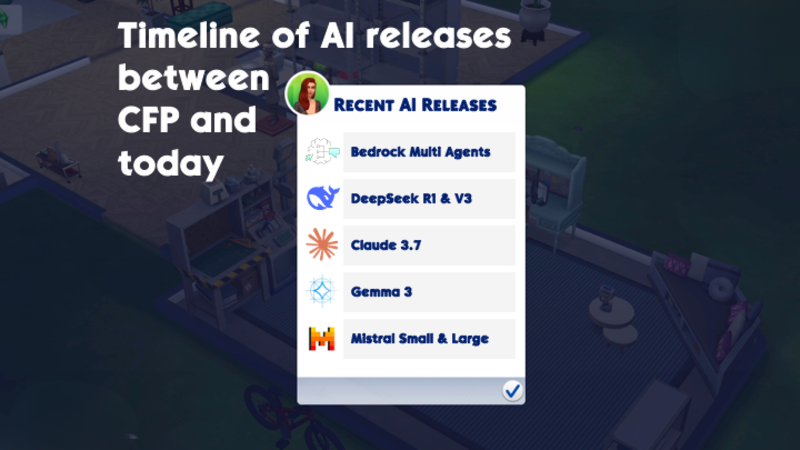 Timeline of AI releases
between
CFP and
today
Recent AI Releases
Bedrock Multi Agents
DeepSeek R1 & V3
Claude 3.7
Gemma 3
Mistral Small & Large